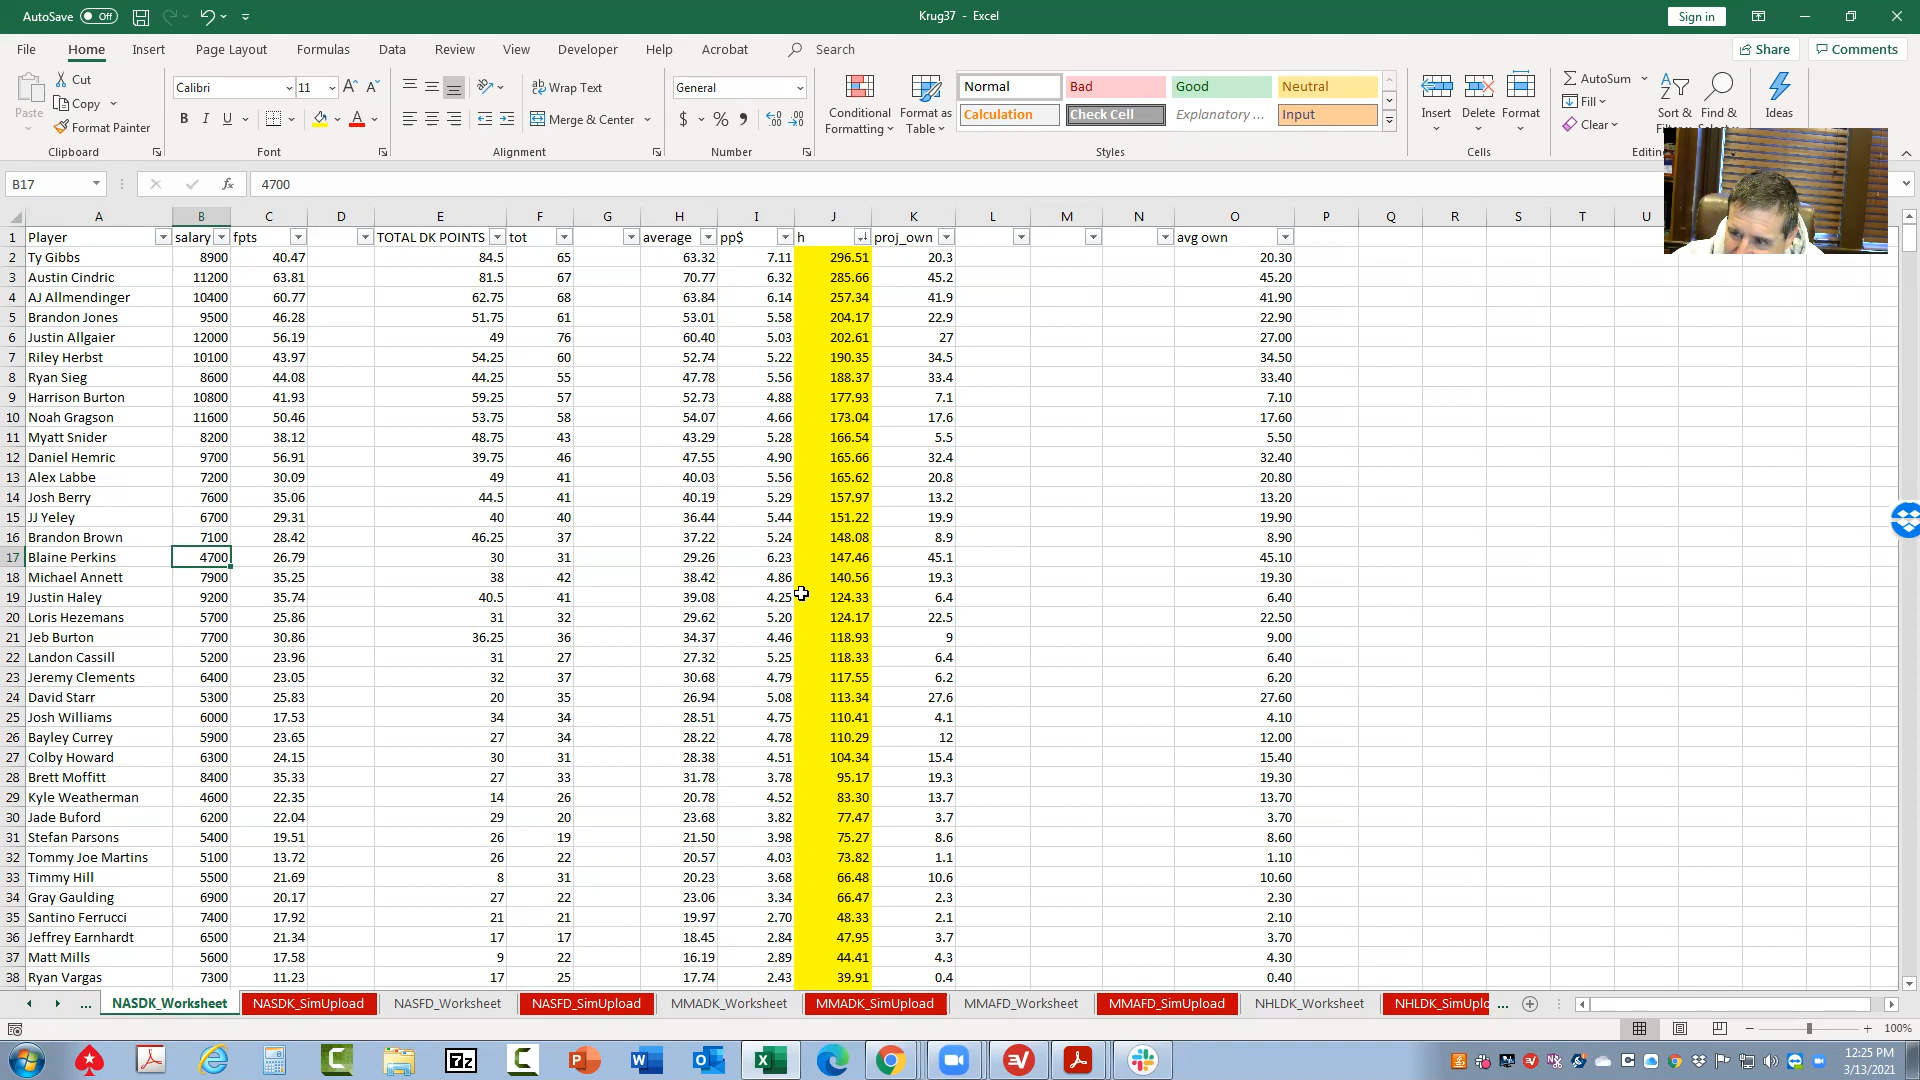 AutoSave Off Krug37 - Excel Sign in
File Home Insert Page Layout Formulas Data Review View Developer Help Acrobat Search Share Comments
Paste Cut Copy Format Painter Clipboard
Calibri 11 B I U A Font
Wrap Text Merge & Center Alignment
General $ % Number
Conditional Formatting Format as Table
Normal Bad Good Neutral
Calculation Check Cell Explanatory ... Input
Styles
Insert Delete Format Cells
AutoSum Fill Clear Sort & Find & Ideas
B17 fx 4700
A B C D E F G H I J K L M N O P Q R S T U
1 Player salary fpts TOTAL DK POINTS tot average pp$ h proj_own avg own
2 Ty Gibbs 8900 40.47 84.5 65 63.32 7.11 296.51 20.3 20.30
3 Austin Cindric 11200 63.81 81.5 67 70.77 6.32 285.66 45.2 45.20
4 AJ Allmendinger 10400 60.77 62.75 68 63.84 6.14 257.34 41.9 41.90
5 Brandon Jones 9500 46.28 51.75 61 53.01 5.58 204.17 22.9 22.90
6 Justin Allgaier 12000 56.19 49 76 60.40 5.03 202.61 27 27.00
7 Riley Herbst 10100 43.97 54.25 60 52.74 5.22 190.35 34.5 34.50
8 Ryan Sieg 8600 44.08 44.25 55 47.78 5.56 188.37 33.4 33.40
9 Harrison Burton 10800 41.93 59.25 57 52.73 4.88 177.93 7.1 7.10
10 Noah Gragson 11600 50.46 53.75 58 54.07 4.66 173.04 17.6 17.60
11 Myatt Snider 8200 38.12 48.75 43 43.29 5.28 166.54 5.5 5.50
12 Daniel Hemric 9700 56.91 39.75 46 47.55 4.90 165.66 32.4 32.40
13 Alex Labbe 7200 30.09 49 41 40.03 5.56 165.62 20.8 20.80
14 Josh Berry 7600 35.06 44.5 41 40.19 5.29 157.97 13.2 13.20
15 JJ Yeley 6700 29.31 40 40 36.44 5.44 151.22 19.9 19.90
16 Brandon Brown 7100 28.42 46.25 37 37.22 5.24 148.08 8.9 8.90
17 Blaine Perkins 4700 26.79 30 31 29.26 6.23 147.46 45.1 45.10
18 Michael Annett 7900 35.25 38 42 38.42 4.86 140.56 19.3 19.30
19 Justin Haley 9200 35.74 40.5 41 39.08 4.25 124.33 6.4 6.40
20 Loris Hezemans 5700 25.86 31 32 29.62 5.20 124.17 22.5 22.50
21 Jeb Burton 7700 30.86 36.25 36 34.37 4.46 118.93 9 9.00
22 Landon Cassill 5200 23.96 31 27 27.32 5.25 118.33 6.4 6.40
23 Jeremy Clements 6400 23.05 32 37 30.68 4.79 117.55 6.2 6.20
24 David Starr 5300 25.83 20 35 26.94 5.08 113.34 27.6 27.60
25 Josh Williams 6000 17.53 34 34 28.51 4.75 110.41 4.1 4.10
26 Bayley Currey 5900 23.65 27 34 28.22 4.78 110.29 12 12.00
27 Colby Howard 6300 24.15 30 31 28.38 4.51 104.34 15.4 15.40
28 Brett Moffitt 8400 35.33 27 33 31.78 3.78 95.17 19.3 19.30
29 Kyle Weatherman 4600 22.35 14 26 20.78 4.52 83.30 13.7 13.70
30 Jade Buford 6200 22.04 29 20 23.68 3.82 77.47 3.7 3.70
31 Stefan Parsons 5400 19.51 26 19 21.50 3.98 75.27 8.6 8.60
32 Tommy Joe Martins 5100 13.72 26 22 20.57 4.03 73.82 1.1 1.10
33 Timmy Hill 5500 21.69 8 31 20.23 3.68 66.48 10.6 10.60
34 Gray Gaulding 6900 20.17 27 22 23.06 3.34 66.47 2.3 2.30
35 Santino Ferrucci 7400 17.92 21 21 19.97 2.70 48.33 2.1 2.10
36 Jeffrey Earnhardt 6500 21.34 17 17 18.45 2.84 47.95 3.7 3.70
37 Matt Mills 5600 17.58 9 22 16.19 2.89 44.41 4.3 4.30
38 Ryan Vargas 7300 11.23 17 25 17.74 2.43 39.91 0.4 0.40
... NASDK_Worksheet NASDK_SimUpload NASFD_Worksheet NASFD_SimUpload MMADK_Worksheet MMADK_SimUpload MMAFD_Worksheet MMAFD_SimUpload NHLDK_Worksheet NHLDK_SimUplo ...
100%
12:25 PM
3/13/2021